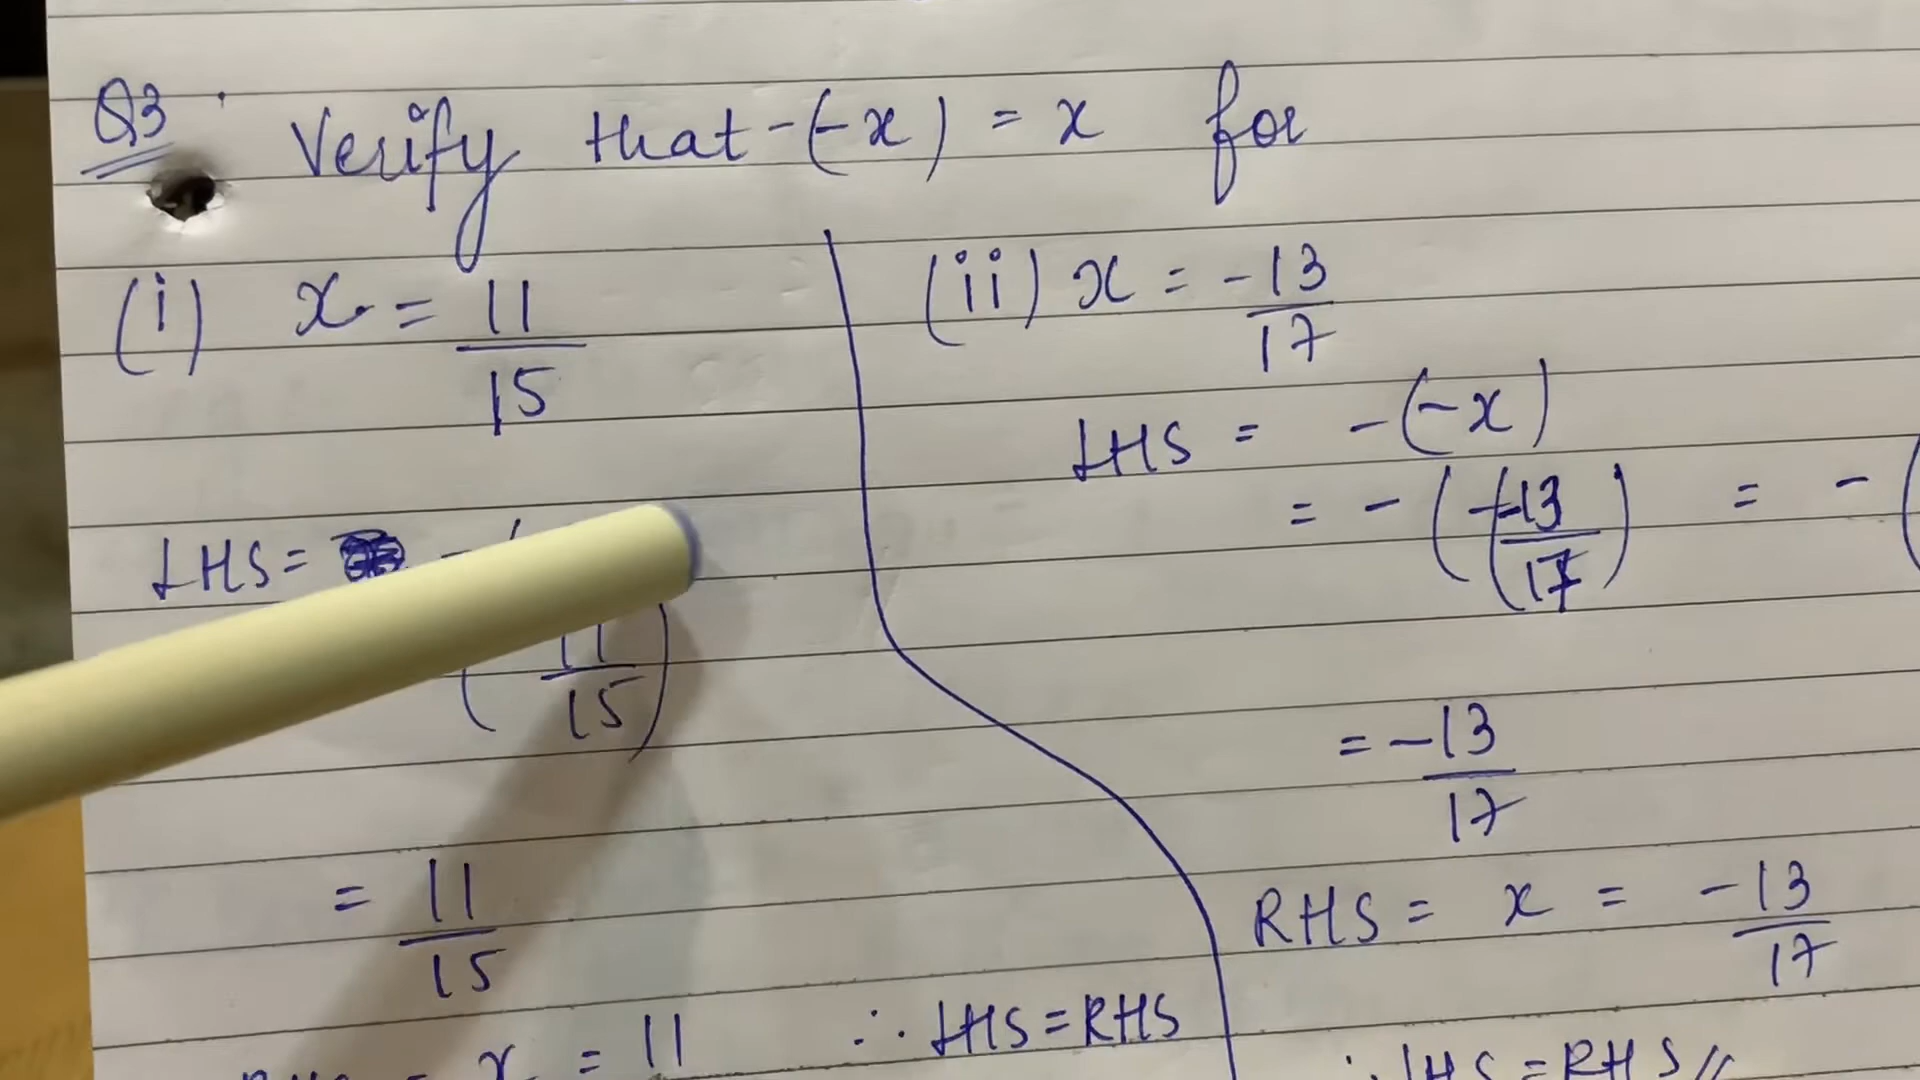 Q3. Verify that -(-x) = x for
(i) x = 11/15
LHS =
(11/15)
= 11/15
x = 11
∴ LHS = RHS
(ii) x = -13/17
LHS = -(-x)
= -(-(-13/17)) = -(
= -13/17
RHS = x = -13/17
∴ LHS = RHS //